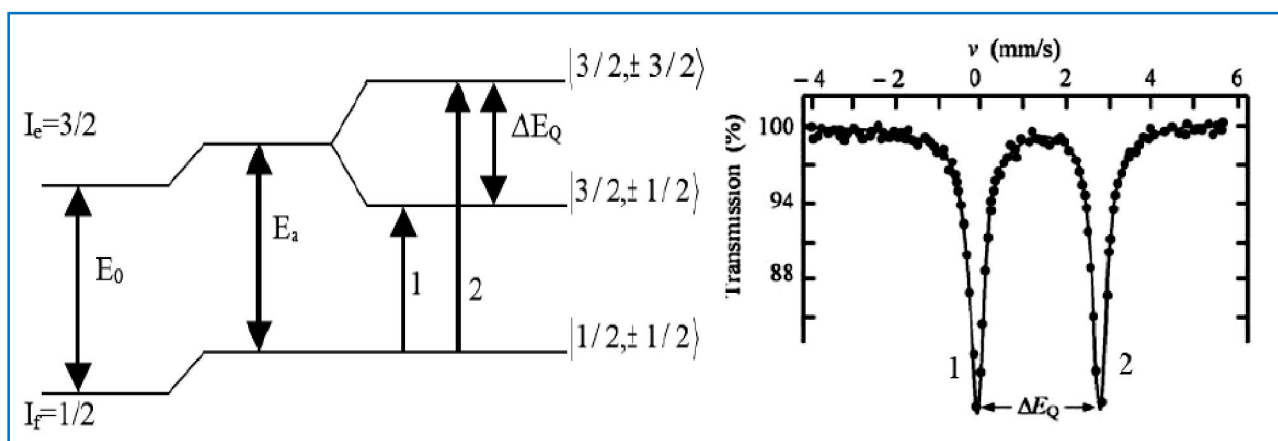 |3/2,± 3/2⟩
I_e=3/2
ΔE_Q
|3/2,± 1/2⟩
E_a
E_0
1
2
|1/2,± 1/2⟩
I_f=1/2
v (mm/s)
−4 −2 0 2 4 6
Transmission (%)
100
94
88
1
2
ΔE_Q